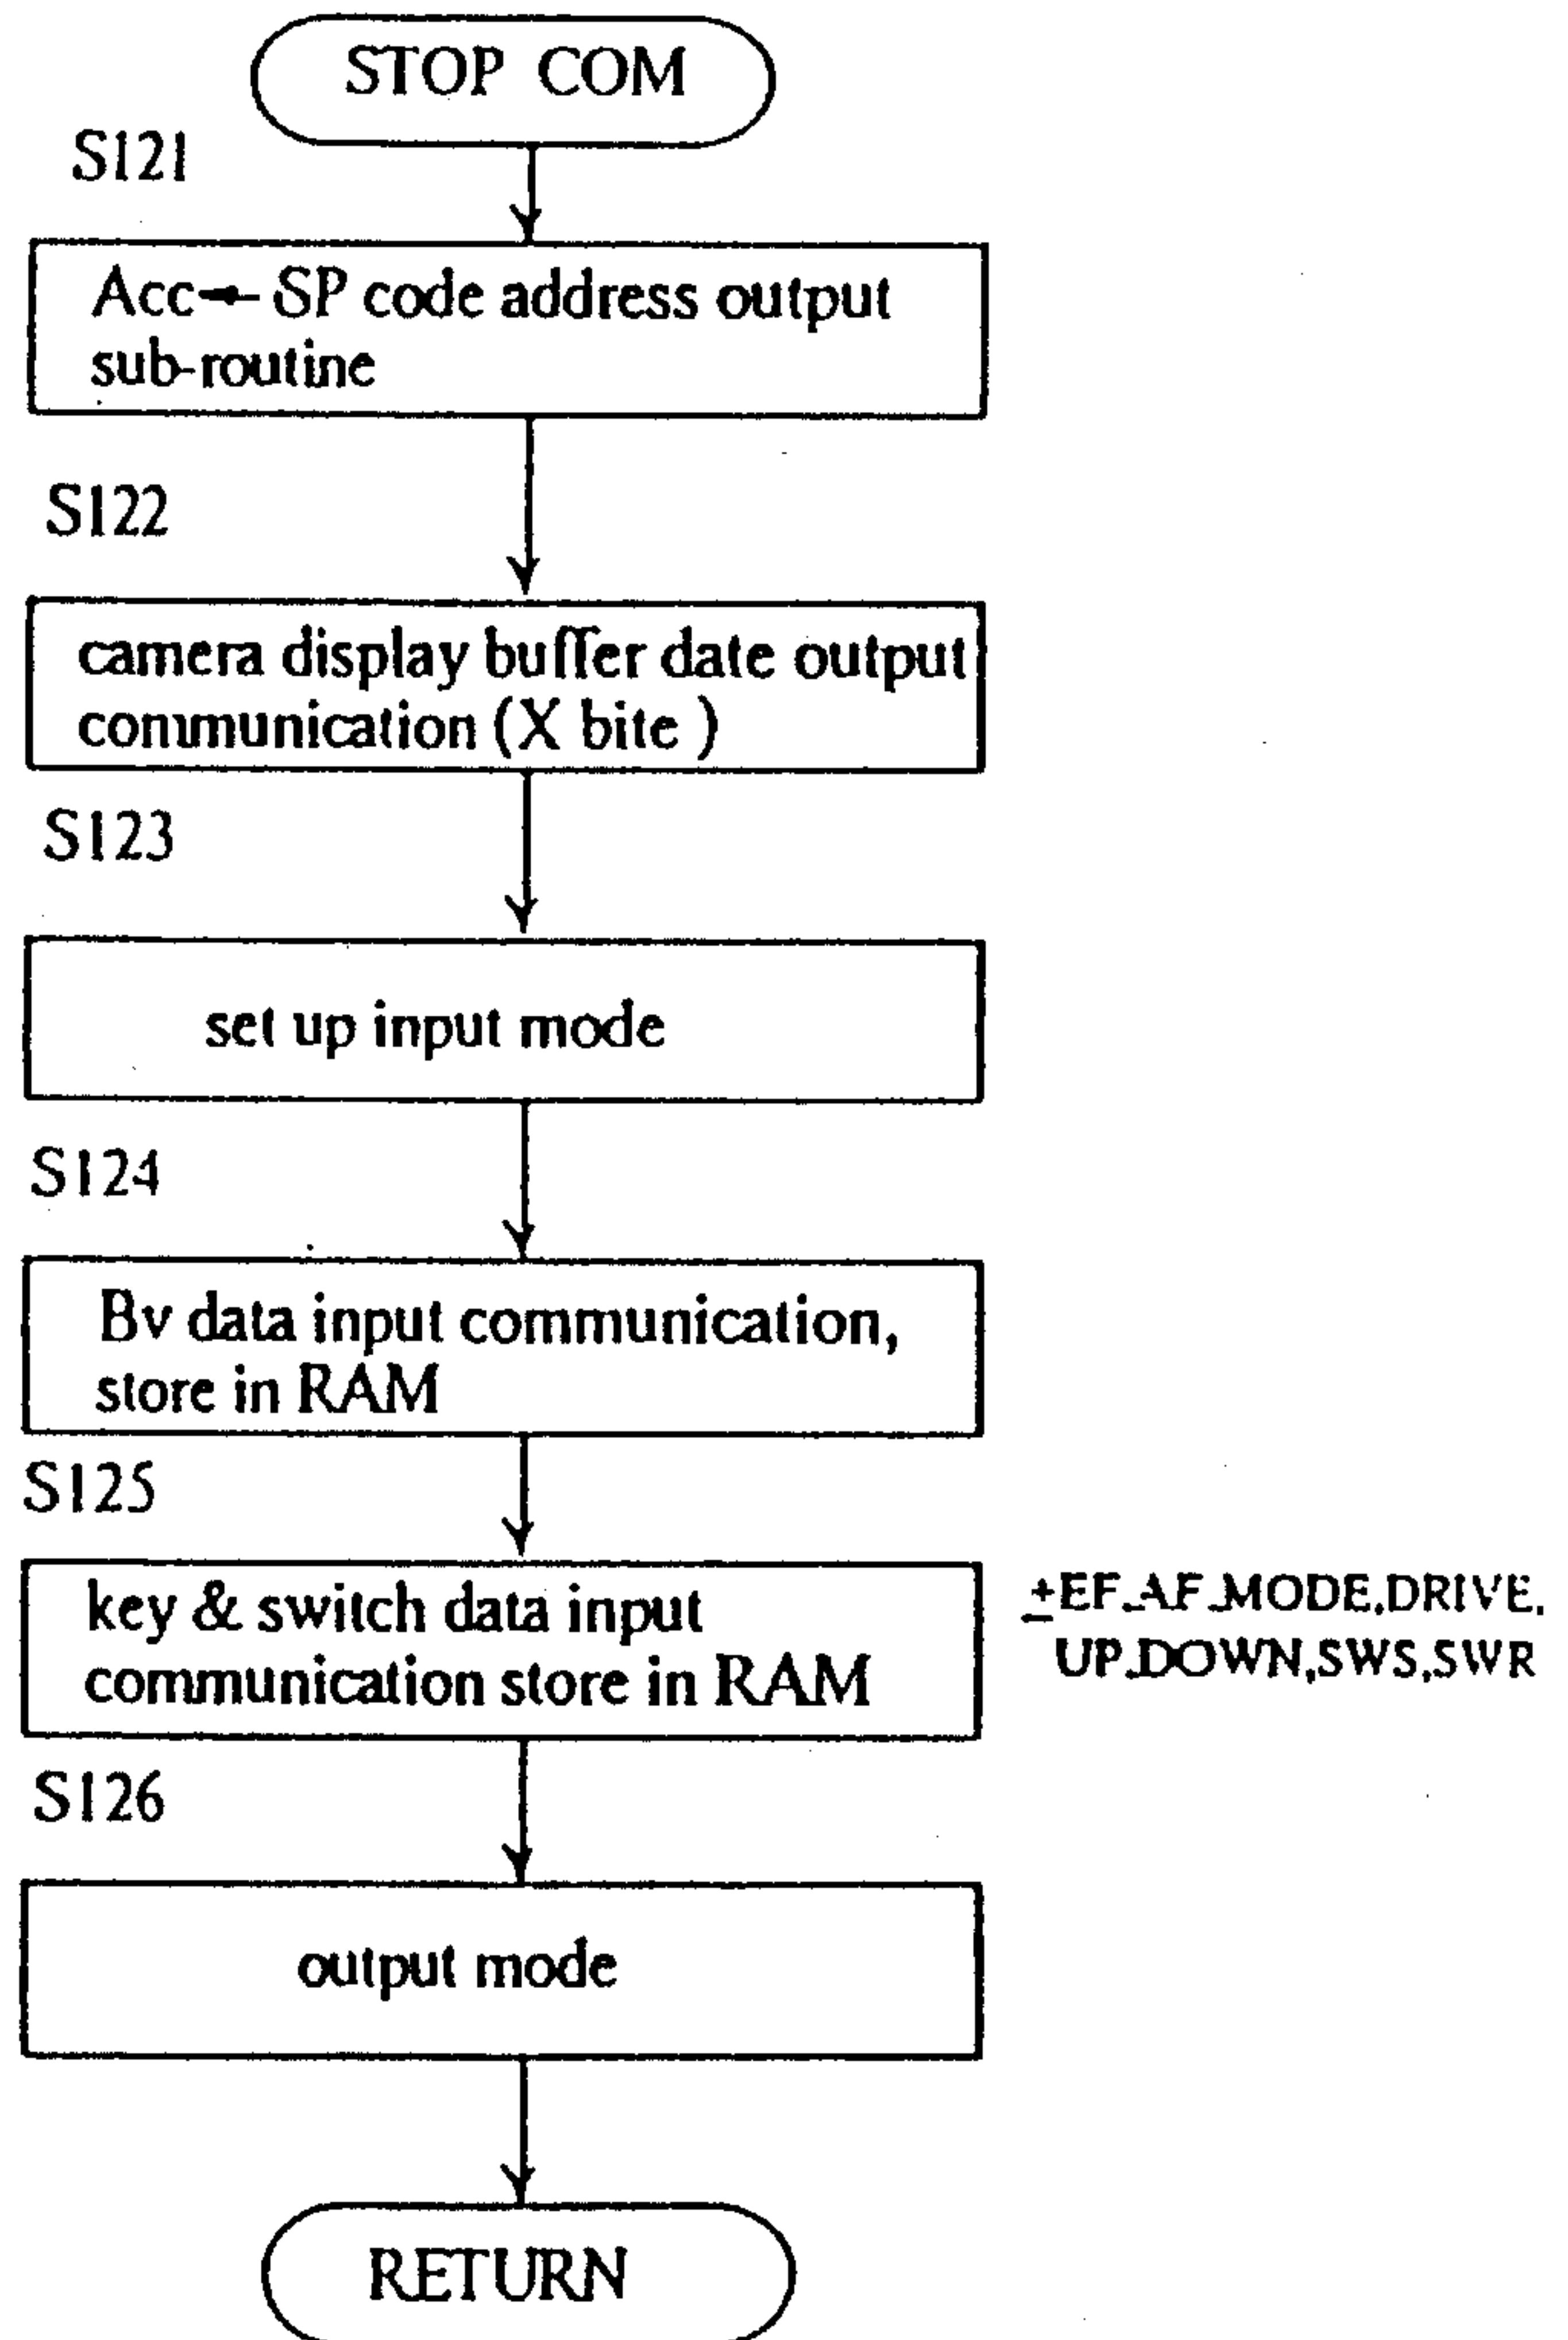 STOP COM
S121
Acc← SP code address output
sub-routine
S122
camera display buffer date output
communication (X bite )
S123
set up input mode
S124
Bv data input communication,
store in RAM
S125
key & switch data input
communication store in RAM
±EF.AF.MODE.DRIVE.
UP.DOWN,SWS,SWR
S126
output mode
RETURN